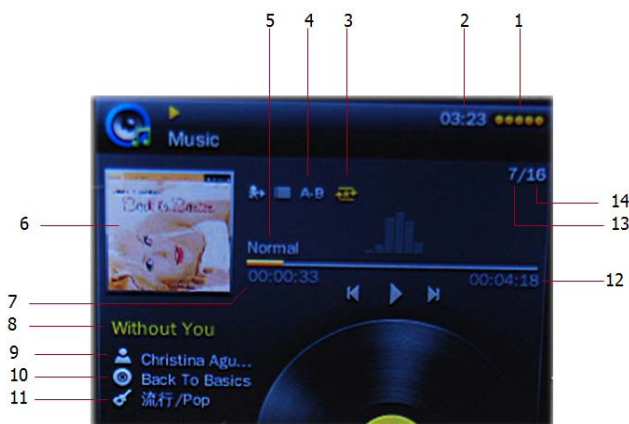 5 4 3 2 1
03:23
Music
7/16
14
13
A-B
6
Back to Basics
Normal
00:00:33 00:04:18
12
7
8
Without You
9
Christina Agu...
10
Back To Basics
11
流行/Pop